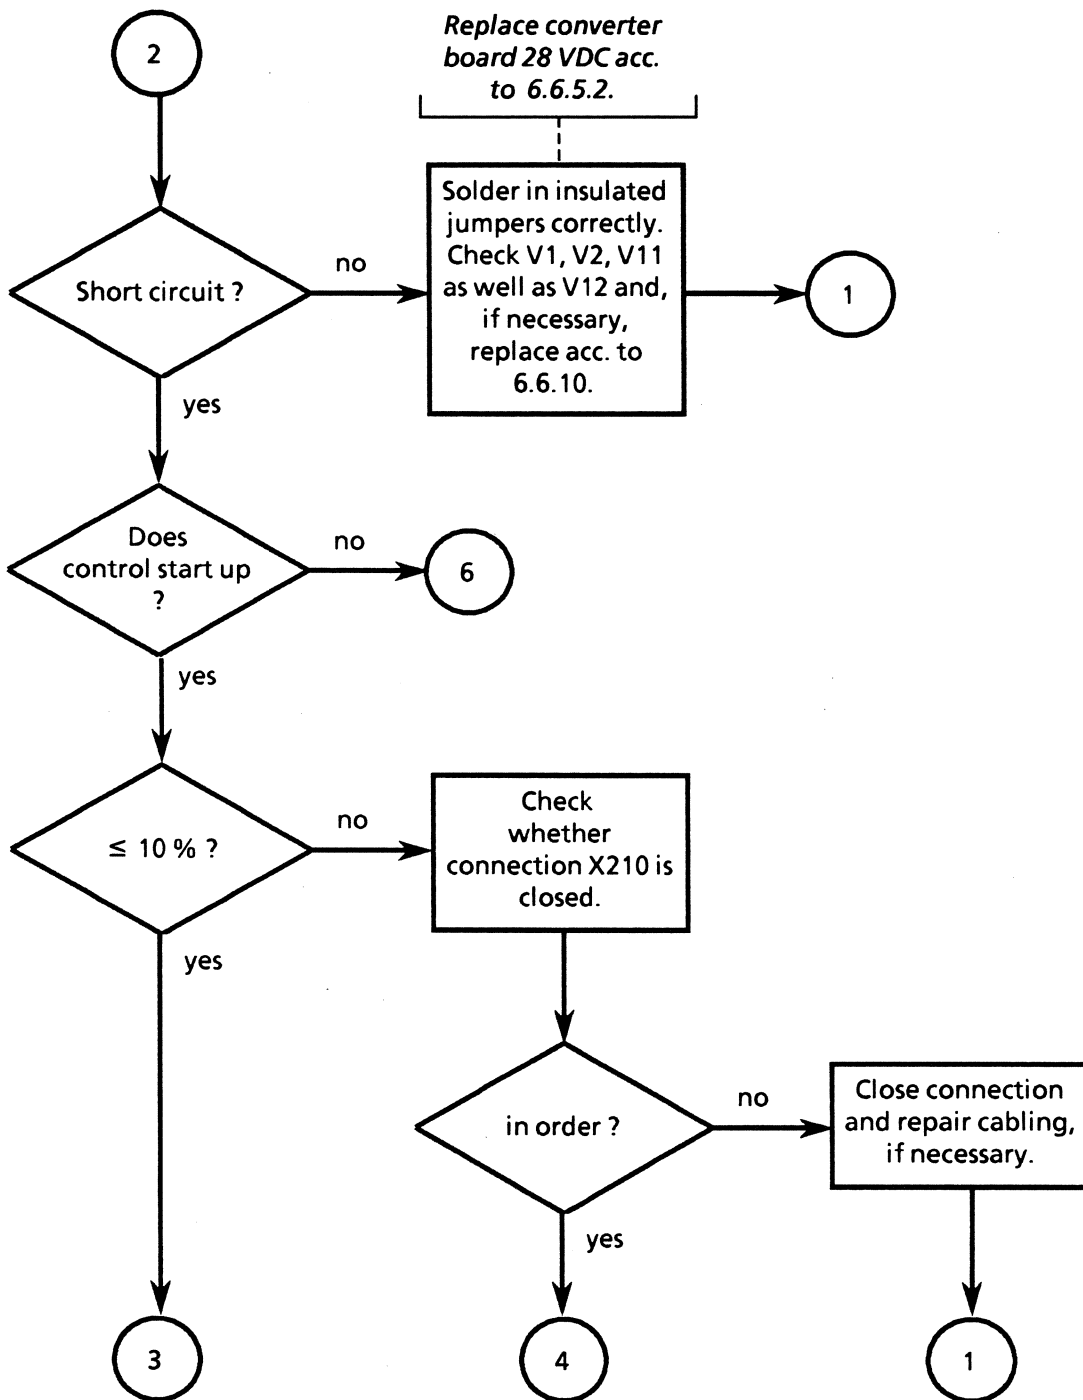 2
Replace converter
board 28 VDC acc.
to 6.6.5.2.
Short circuit ?
no
Solder in insulated
jumpers correctly.
Check V1, V2, V11
as well as V12 and,
if necessary,
replace acc. to
6.6.10.
1
yes
Does
control start up
?
no
6
yes
≤ 10 % ?
no
Check
whether
connection X210 is
closed.
yes
in order ?
no
Close connection
and repair cabling,
if necessary.
yes
3
4
1